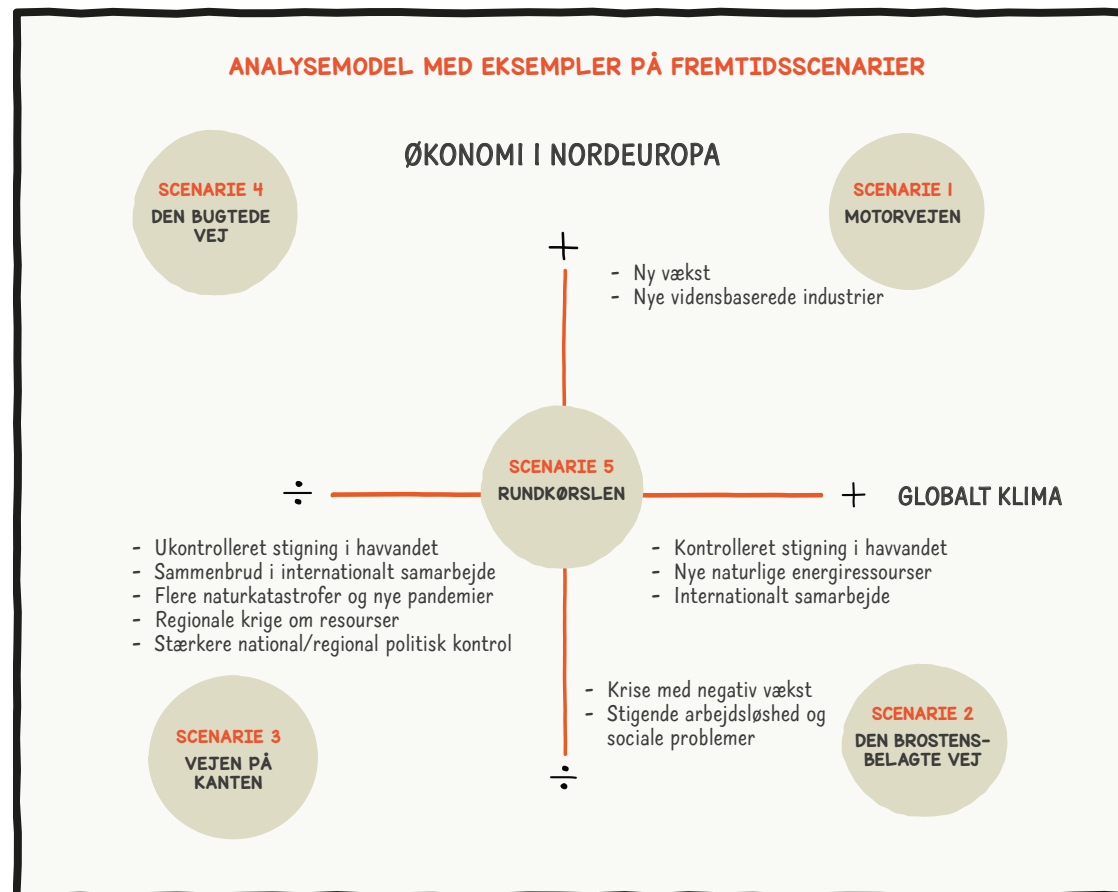 ANALYSEMODEL MED EKSEMPLER PÅ FREMTIDSSCENARIER
ØKONOMI I NORDEUROPA
SCENARIE 4
DEN BUGTEDE
VEJ
SCENARIE 1
MOTORVEJEN
+
- Ny vækst
- Nye vidensbaserede industrier
SCENARIE 5
RUNDKØRSLEN
÷
+ GLOBALT KLIMA
- Ukontrolleret stigning i havvandet
- Sammenbrud i internationalt samarbejde
- Flere naturkatastrofer og nye pandemier
- Regionale krige om resourser
- Stærkere national/regional politisk kontrol
- Kontrolleret stigning i havvandet
- Nye naturlige energiressourser
- Internationalt samarbejde
- Krise med negativ vækst
- Stigende arbejdsløshed og
sociale problemer
÷
SCENARIE 3
VEJEN PÅ
KANTEN
SCENARIE 2
DEN BROSTENS-
BELAGTE VEJ